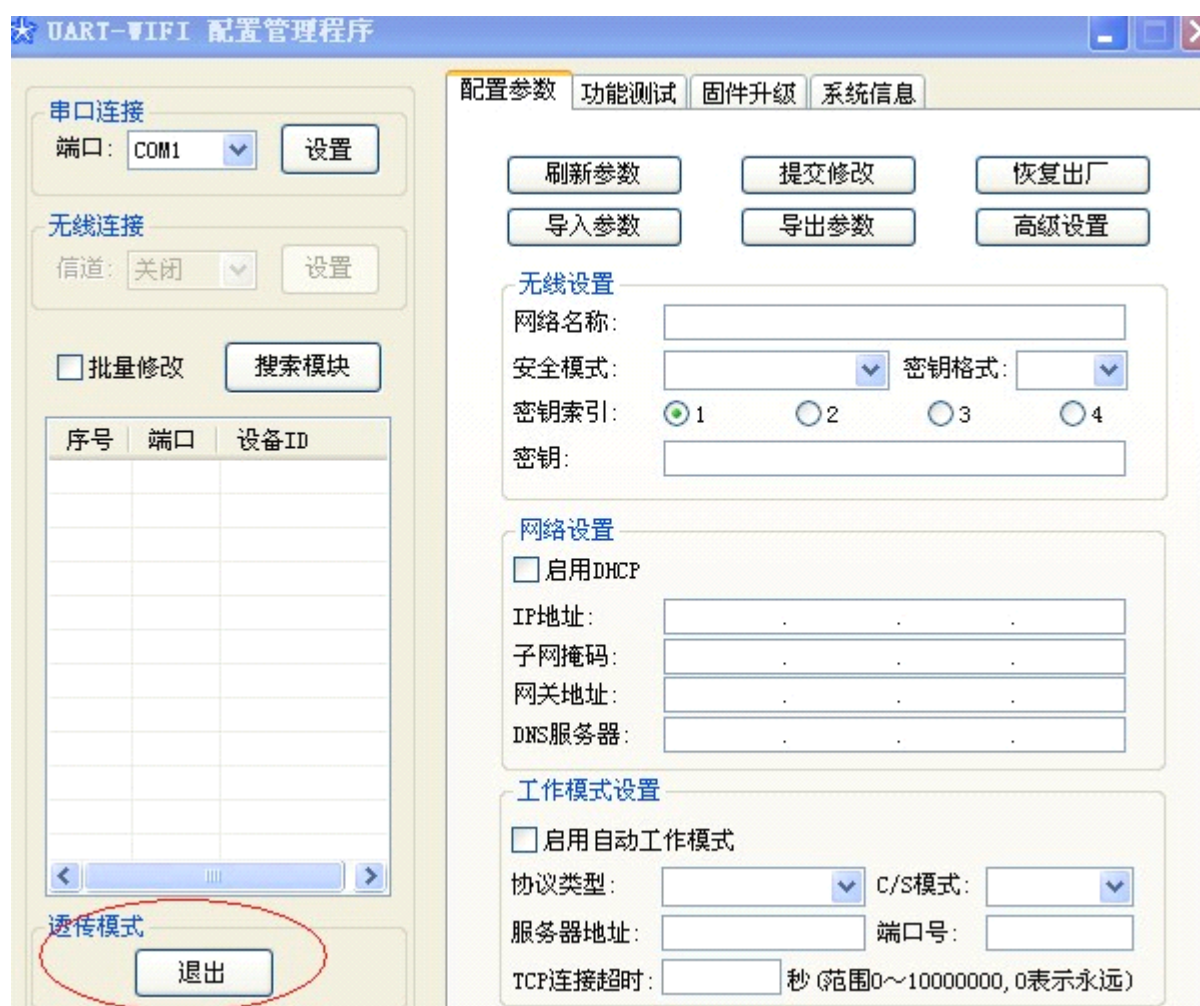 UART-WIFI 配置管理程序
串口连接
端口: COM1 设置
无线连接
信道: 关闭 设置
批量修改 搜索模块
序号 端口 设备ID
透传模式
退出
配置参数 功能测试 固件升级 系统信息
刷新参数 提交修改 恢复出厂
导入参数 导出参数 高级设置
无线设置
网络名称:
安全模式: 密钥格式:
密钥索引: 1 2 3 4
密钥:
网络设置
启用DHCP
IP地址: . . .
子网掩码: . . .
网关地址: . . .
DNS服务器: . . .
工作模式设置
启用自动工作模式
协议类型: C/S模式:
服务器地址: 端口号:
TCP连接超时: 秒(范围0～10000000,0表示永远)